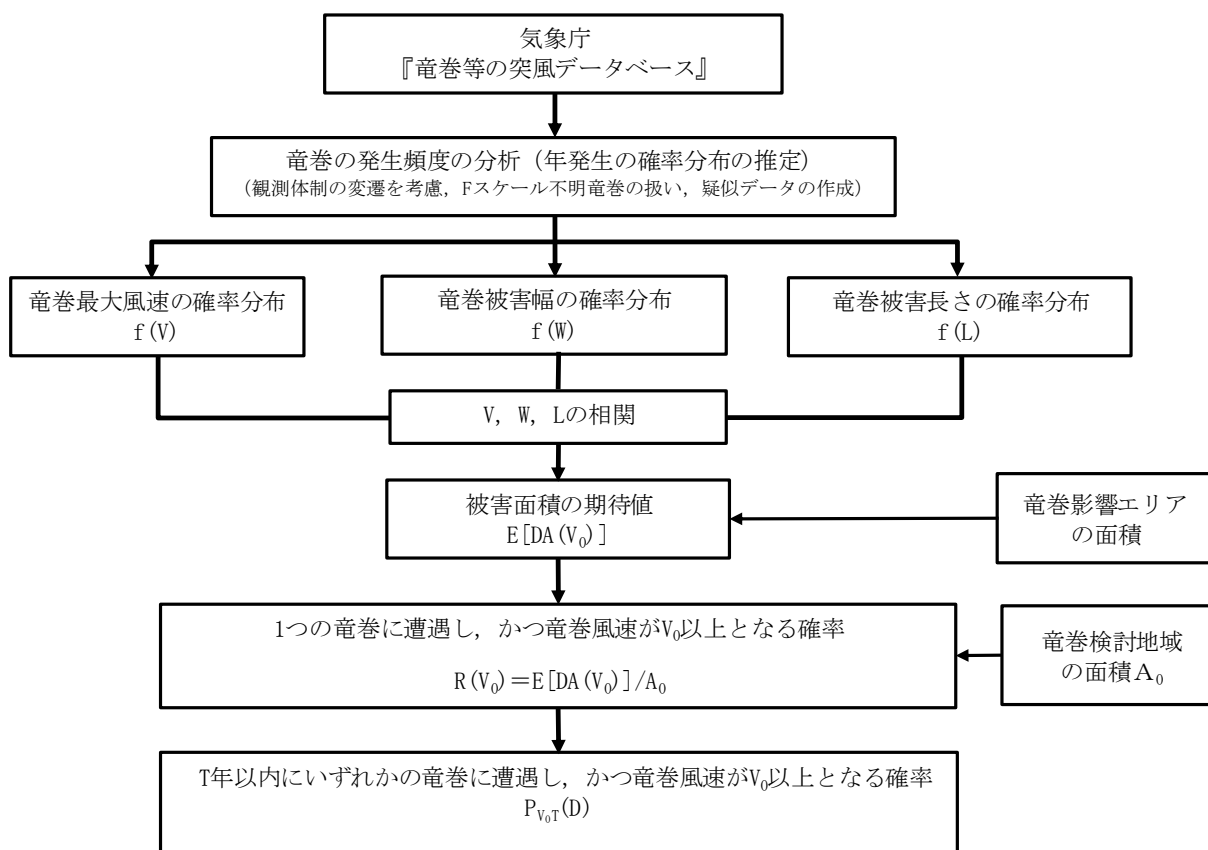 気象庁
『竜巻等の突風データベース』
竜巻の発生頻度の分析（年発生の確率分布の推定）
（観測体制の変遷を考慮，Fスケール不明竜巻の扱い，疑似データの作成）
竜巻最大風速の確率分布
f(V)
竜巻被害幅の確率分布
f(W)
竜巻被害長さの確率分布
f(L)
V，W，Lの相関
被害面積の期待値
E[DA(V₀)]
竜巻影響エリア
の面積
1つの竜巻に遭遇し，かつ竜巻風速がV₀以上となる確率
R(V₀)＝E[DA(V₀)]/A₀
竜巻検討地域
の面積A₀
T年以内にいずれかの竜巻に遭遇し，かつ竜巻風速がV₀以上となる確率
P_{V₀T}(D)